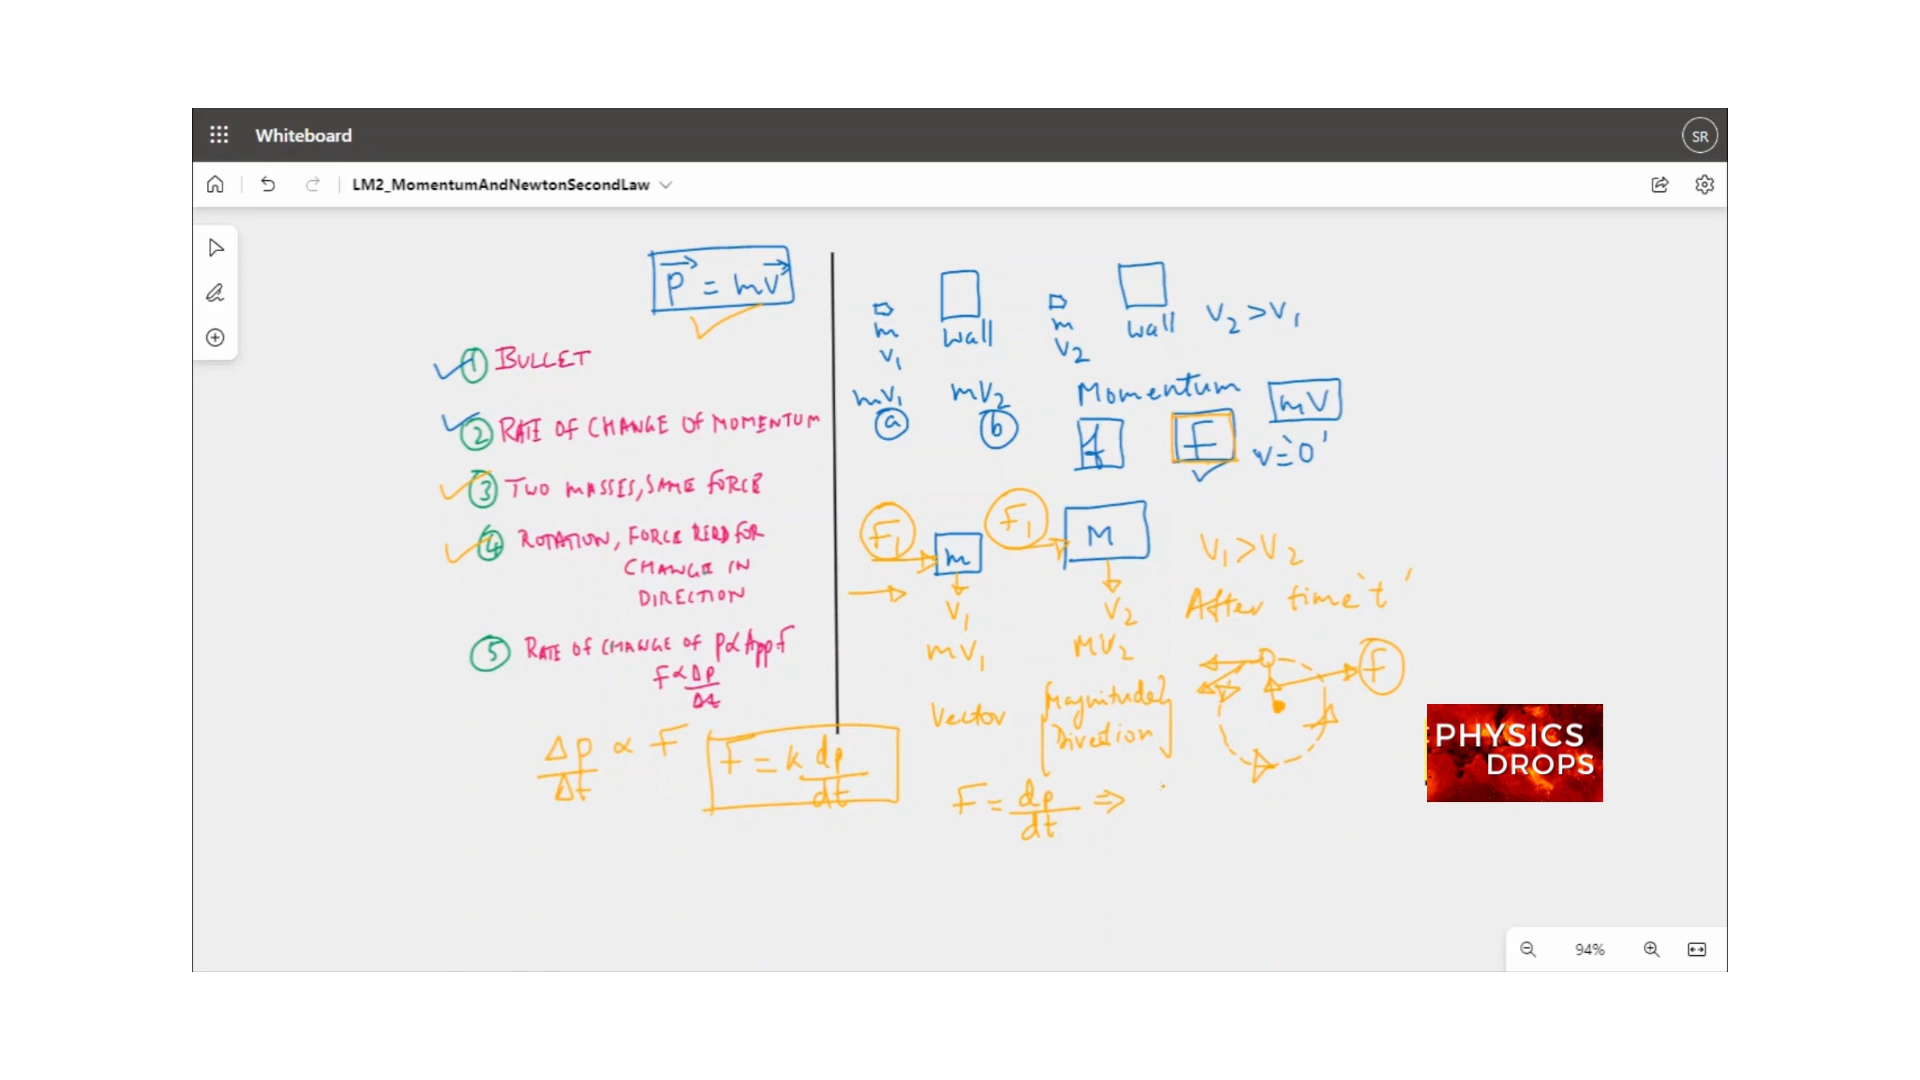 Whiteboard
SR
LM2_MomentumAndNewtonSecondLaw
P = mV
① BULLET
② RATE OF CHANGE OF MOMENTUM
③ TWO MASSES, SAME FORCE
④ ROTATION, FORCE REQD FOR
CHANGE IN
DIRECTION
⑤ RATE OF CHANGE OF P∝ App F
F∝ Δp
Δt
Δp ∝ F
Δt
F = k dp
dt
wall
wall
V₂ > V₁
m
m
V₁
V₂
mV₁
mV₂
Momentum
mV
a
b
f
F
V='0'
F₁
m
F₁
M
V₁ > V₂
V₁
V₂
After time 't'
mV₁
MV₂
F
Vector
Magnitude
Direction
F = dp ⇒
dt
PHYSICS
DROPS
94%